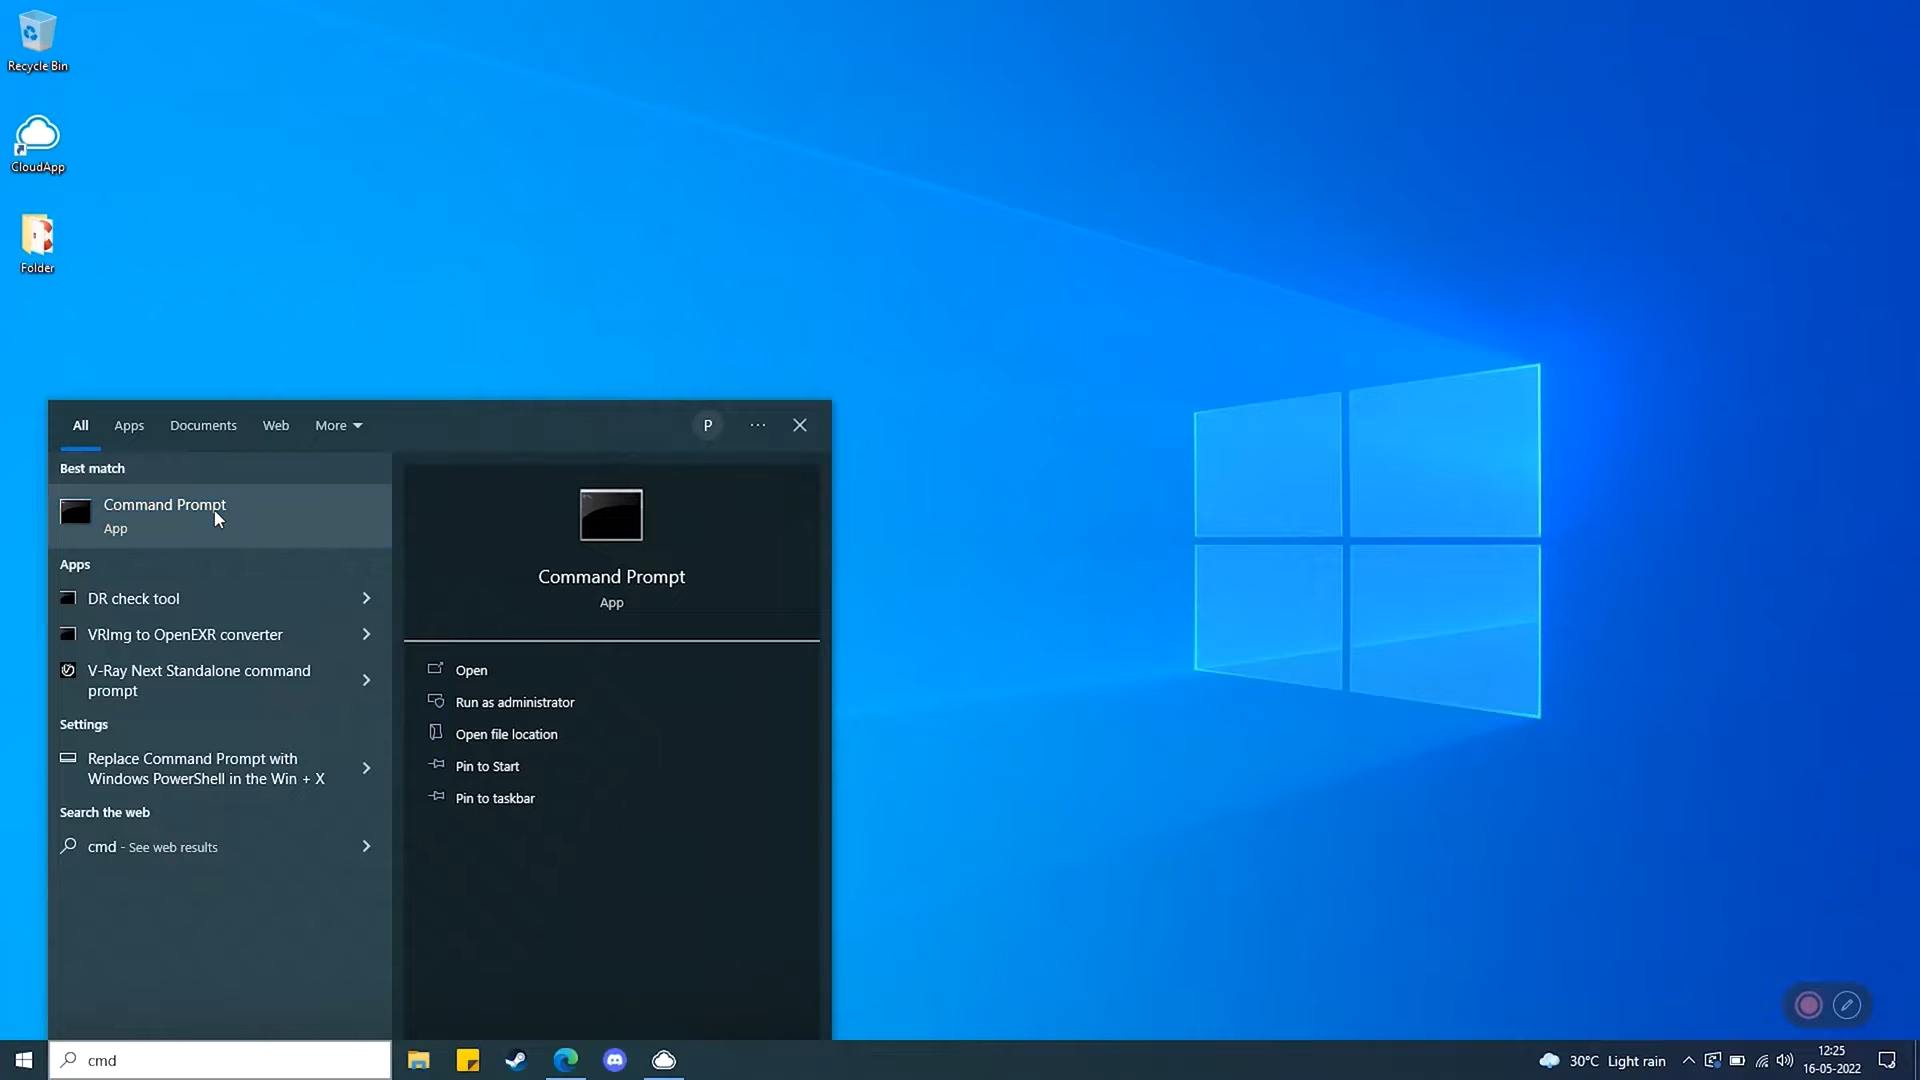 Recycle Bin
CloudApp
Folder
All
Apps
Documents
Web
More
P
Best match
Command Prompt
App
Apps
DR check tool
VRImg to OpenEXR converter
V-Ray Next Standalone command
prompt
Settings
Replace Command Prompt with
Windows PowerShell in the Win + X
Search the web
cmd - See web results
Command Prompt
App
Open
Run as administrator
Open file location
Pin to Start
Pin to taskbar
cmd
30°C Light rain
12:25
16-05-2022